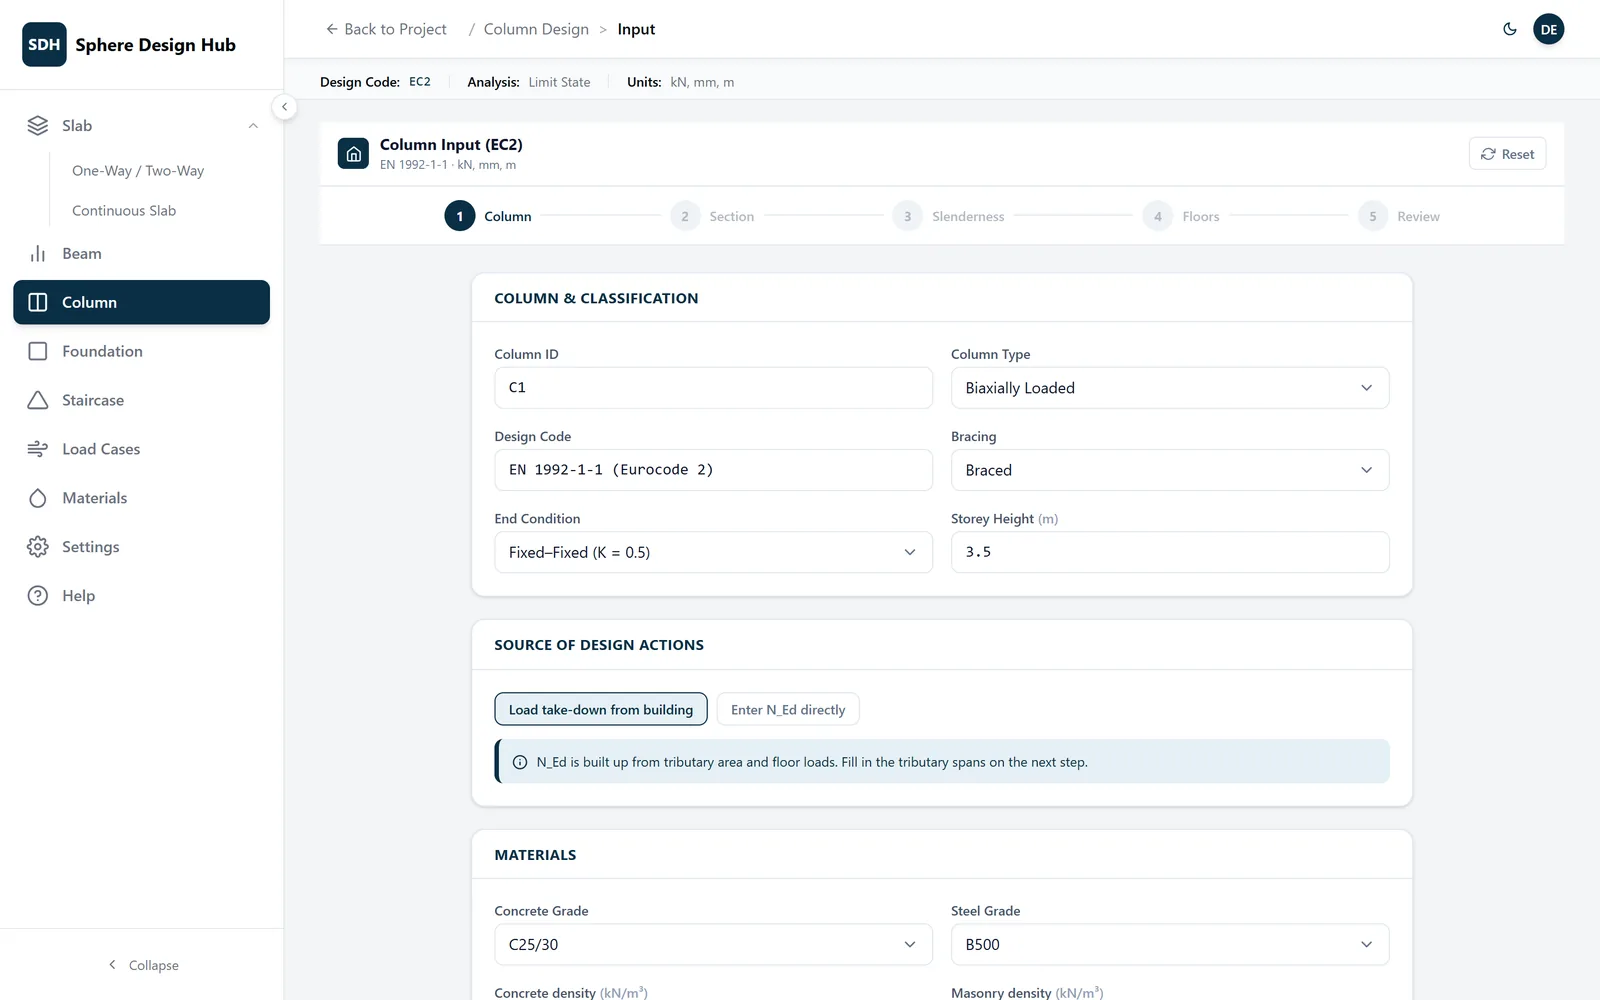 SDH Sphere Design Hub
← Back to Project / Column Design > Input
DE
Design Code: EC2 Analysis: Limit State Units: kN, mm, m
Slab
One-Way / Two-Way
Continuous Slab
Beam
Column
Foundation
Staircase
Load Cases
Materials
Settings
Help
Collapse
Column Input (EC2)
EN 1992-1-1 · kN, mm, m
Reset
1 Column 2 Section 3 Slenderness 4 Floors 5 Review
COLUMN & CLASSIFICATION
Column ID
C1
Column Type
Biaxially Loaded
Design Code
EN 1992-1-1 (Eurocode 2)
Bracing
Braced
End Condition
Fixed–Fixed (K = 0.5)
Storey Height (m)
3.5
SOURCE OF DESIGN ACTIONS
Load take-down from building
Enter N_Ed directly
N_Ed is built up from tributary area and floor loads. Fill in the tributary spans on the next step.
MATERIALS
Concrete Grade
C25/30
Steel Grade
B500
Concrete density (kN/m³)
Masonry density (kN/m³)